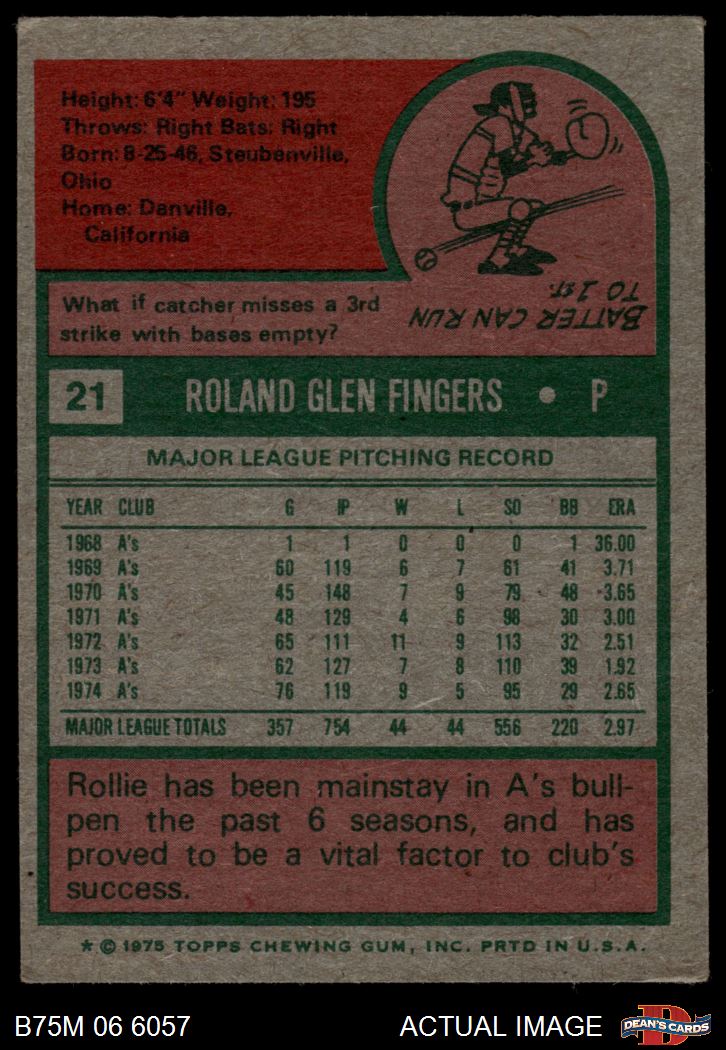 Height: 6'4" Weight: 195
Throws: Right Bats: Right
Born: 8-25-46, Steubenville,
Ohio
Home: Danville,
California
What if catcher misses a 3rd
strike with bases empty?
BATTER CAN RUN
TO 1ST.
21 ROLAND GLEN FINGERS • P
MAJOR LEAGUE PITCHING RECORD
YEAR CLUB G IP W L SO BB ERA
1968 A's 1 1 0 0 0 1 36.00
1969 A's 60 119 6 7 61 41 3.71
1970 A's 45 148 7 9 79 48 3.65
1971 A's 48 129 4 6 98 30 3.00
1972 A's 65 111 11 9 113 32 2.51
1973 A's 62 127 7 8 110 39 1.92
1974 A's 76 119 9 5 95 29 2.65
MAJOR LEAGUE TOTALS 357 754 44 44 556 220 2.97
Rollie has been mainstay in A's bull-
pen the past 6 seasons, and has
proved to be a vital factor to club's
success.
* © 1975 TOPPS CHEWING GUM, INC. PRTD IN U.S.A.
B75M 06 6057 ACTUAL IMAGE
D
DEAN'S CARDS